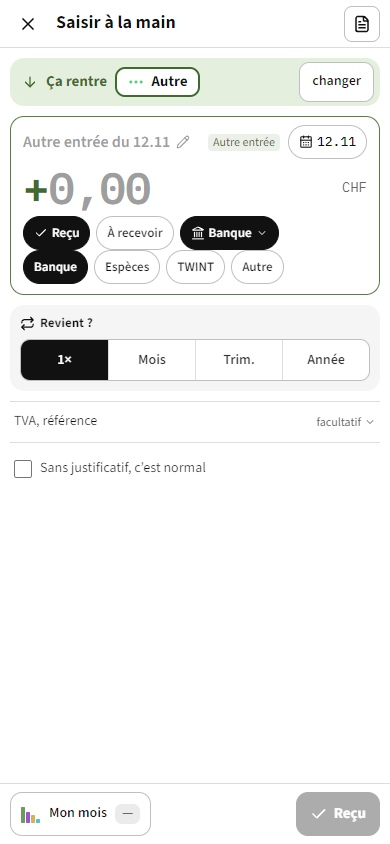 Saisir à la main
Ça rentre Autre changer
Autre entrée du 12.11 Autre entrée 12.11
+0,00 CHF
Reçu À recevoir Banque
Banque Espèces TWINT Autre
Revient ?
1× Mois Trim. Année
TVA, référence facultatif
Sans justificatif, c'est normal
Mon mois — Reçu